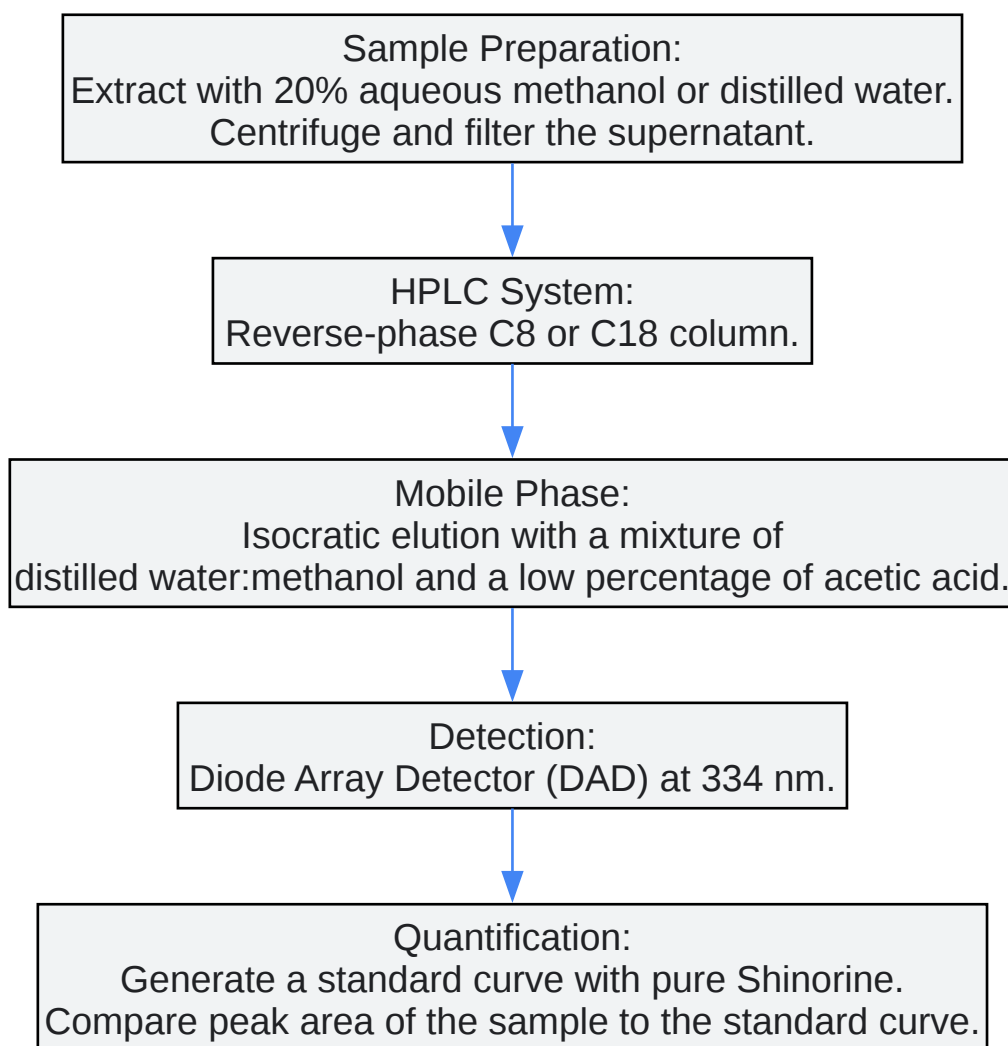 Sample Preparation:
Extract with 20% aqueous methanol or distilled water.
Centrifuge and filter the supernatant.
HPLC System:
Reverse-phase C8 or C18 column.
Mobile Phase:
Isocratic elution with a mixture of
distilled water:methanol and a low percentage of acetic acid.
Detection:
Diode Array Detector (DAD) at 334 nm.
Quantification:
Generate a standard curve with pure Shinorine.
Compare peak area of the sample to the standard curve.